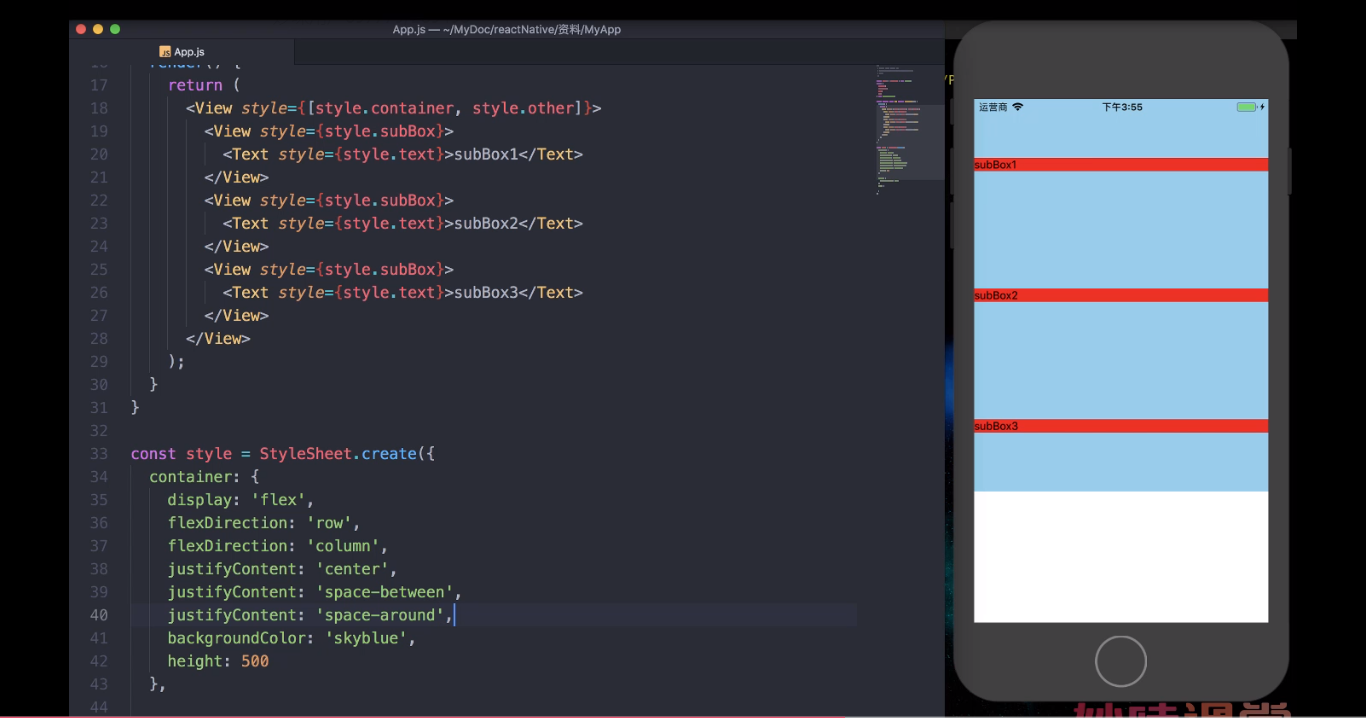 App.js — ~/MyDoc/reactNative/资料/MyApp
App.js
17 return (
18 <View style={[style.container, style.other]}>
19 <View style={style.subBox}>
20 <Text style={style.text}>subBox1</Text>
21 </View>
22 <View style={style.subBox}>
23 <Text style={style.text}>subBox2</Text>
24 </View>
25 <View style={style.subBox}>
26 <Text style={style.text}>subBox3</Text>
27 </View>
28 </View>
29 );
30 }
31 }
32
33 const style = StyleSheet.create({
34 container: {
35 display: 'flex',
36 flexDirection: 'row',
37 flexDirection: 'column',
38 justifyContent: 'center',
39 justifyContent: 'space-between',
40 justifyContent: 'space-around',
41 backgroundColor: 'skyblue',
42 height: 500
43 },
44
运营商 下午3:55
subBox1
subBox2
subBox3